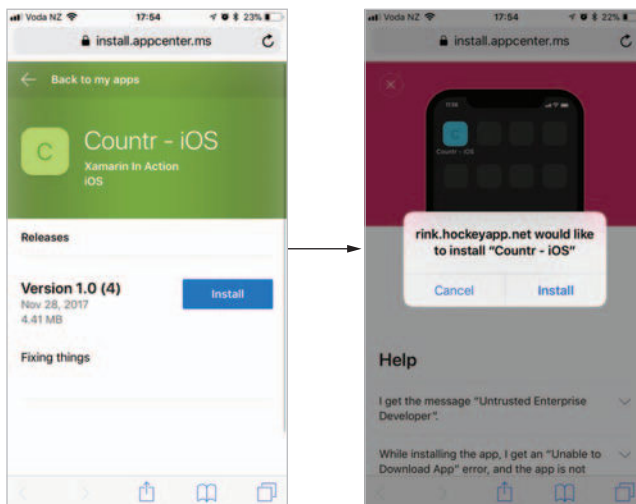 Voda NZ 17:54 23%
install.appcenter.ms
Back to my apps
C
Countr - iOS
Xamarin In Action
iOS
Releases
Version 1.0 (4)
Nov 28, 2017
4.41 MB
Install
Fixing things
Voda NZ 17:54 22%
install.appcenter.ms
11:56
C
Countr - iOS
rink.hockeyapp.net would like
to install “Countr - iOS”
Cancel Install
Help
I get the message “Untrusted Enterprise
Developer”.
While installing the app, I get an “Unable to
Download App” error, and the app is not